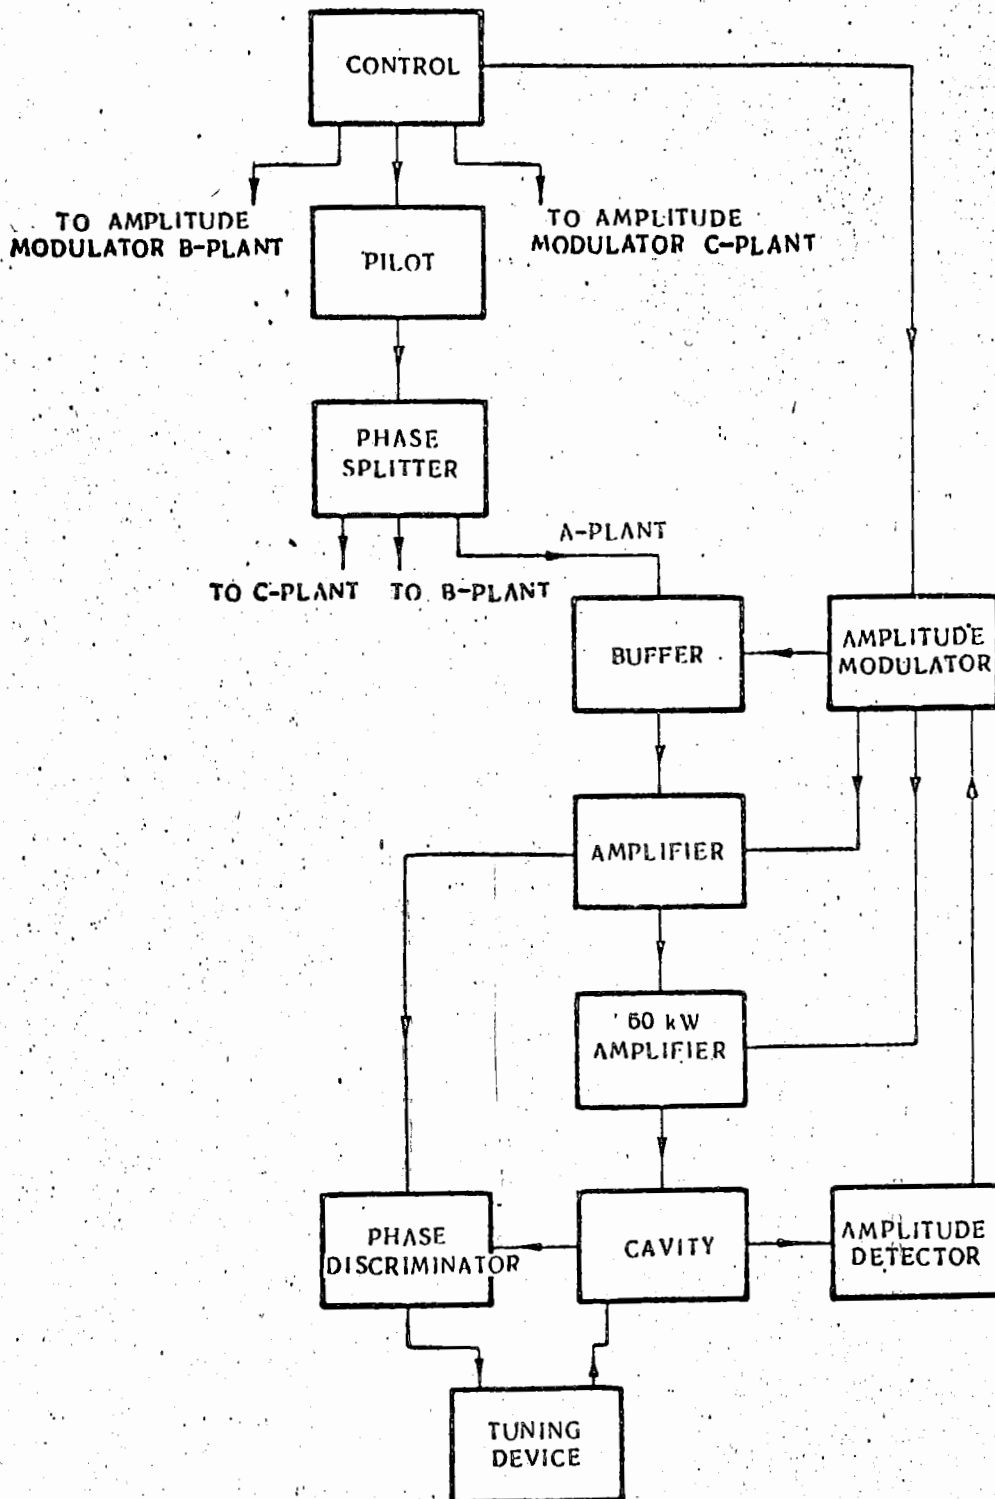 CONTROL
TO AMPLITUDE
MODULATOR B-PLANT
TO AMPLITUDE
MODULATOR C-PLANT
PILOT
PHASE
SPLITTER
A-PLANT
TO C-PLANT TO B-PLANT
BUFFER
AMPLITUDE
MODULATOR
AMPLIFIER
60 kW
AMPLIFIER
PHASE
DISCRIMINATOR
CAVITY
AMPLITUDE
DETECTOR
TUNING
DEVICE